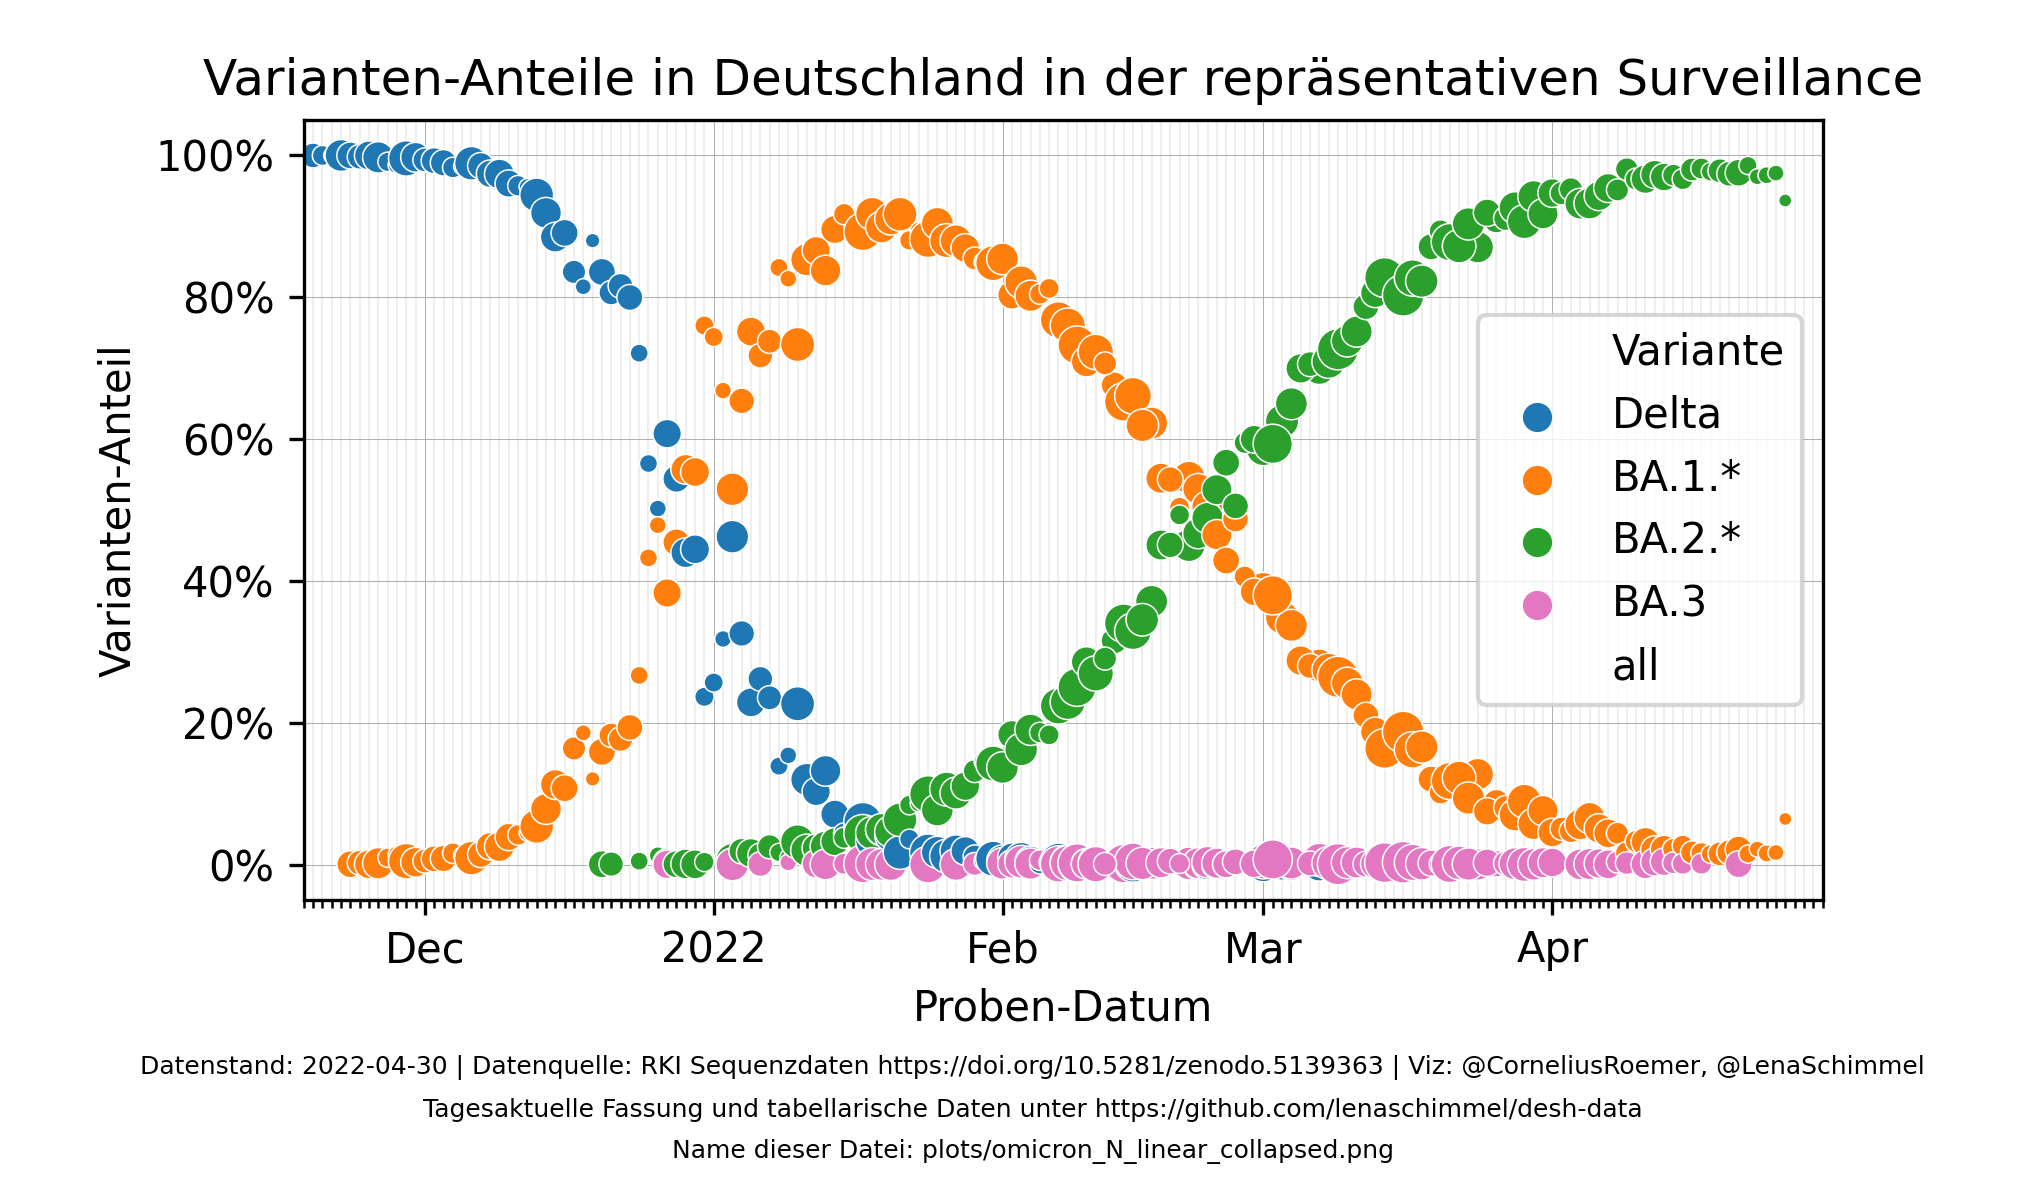 Varianten-Anteile in Deutschland in der repräsentativen Surveillance
Varianten-Anteil
100%
80%
60%
40%
20%
0%
Variante
Delta
BA.1.*
BA.2.*
BA.3
all
Dec
2022
Feb
Mar
Apr
Proben-Datum
Datenstand: 2022-04-30 | Datenquelle: RKI Sequenzdaten https://doi.org/10.5281/zenodo.5139363 | Viz: @CorneliusRoemer, @LenaSchimmel
Tagesaktuelle Fassung und tabellarische Daten unter https://github.com/lenaschimmel/desh-data
Name dieser Datei: plots/omicron_N_linear_collapsed.png